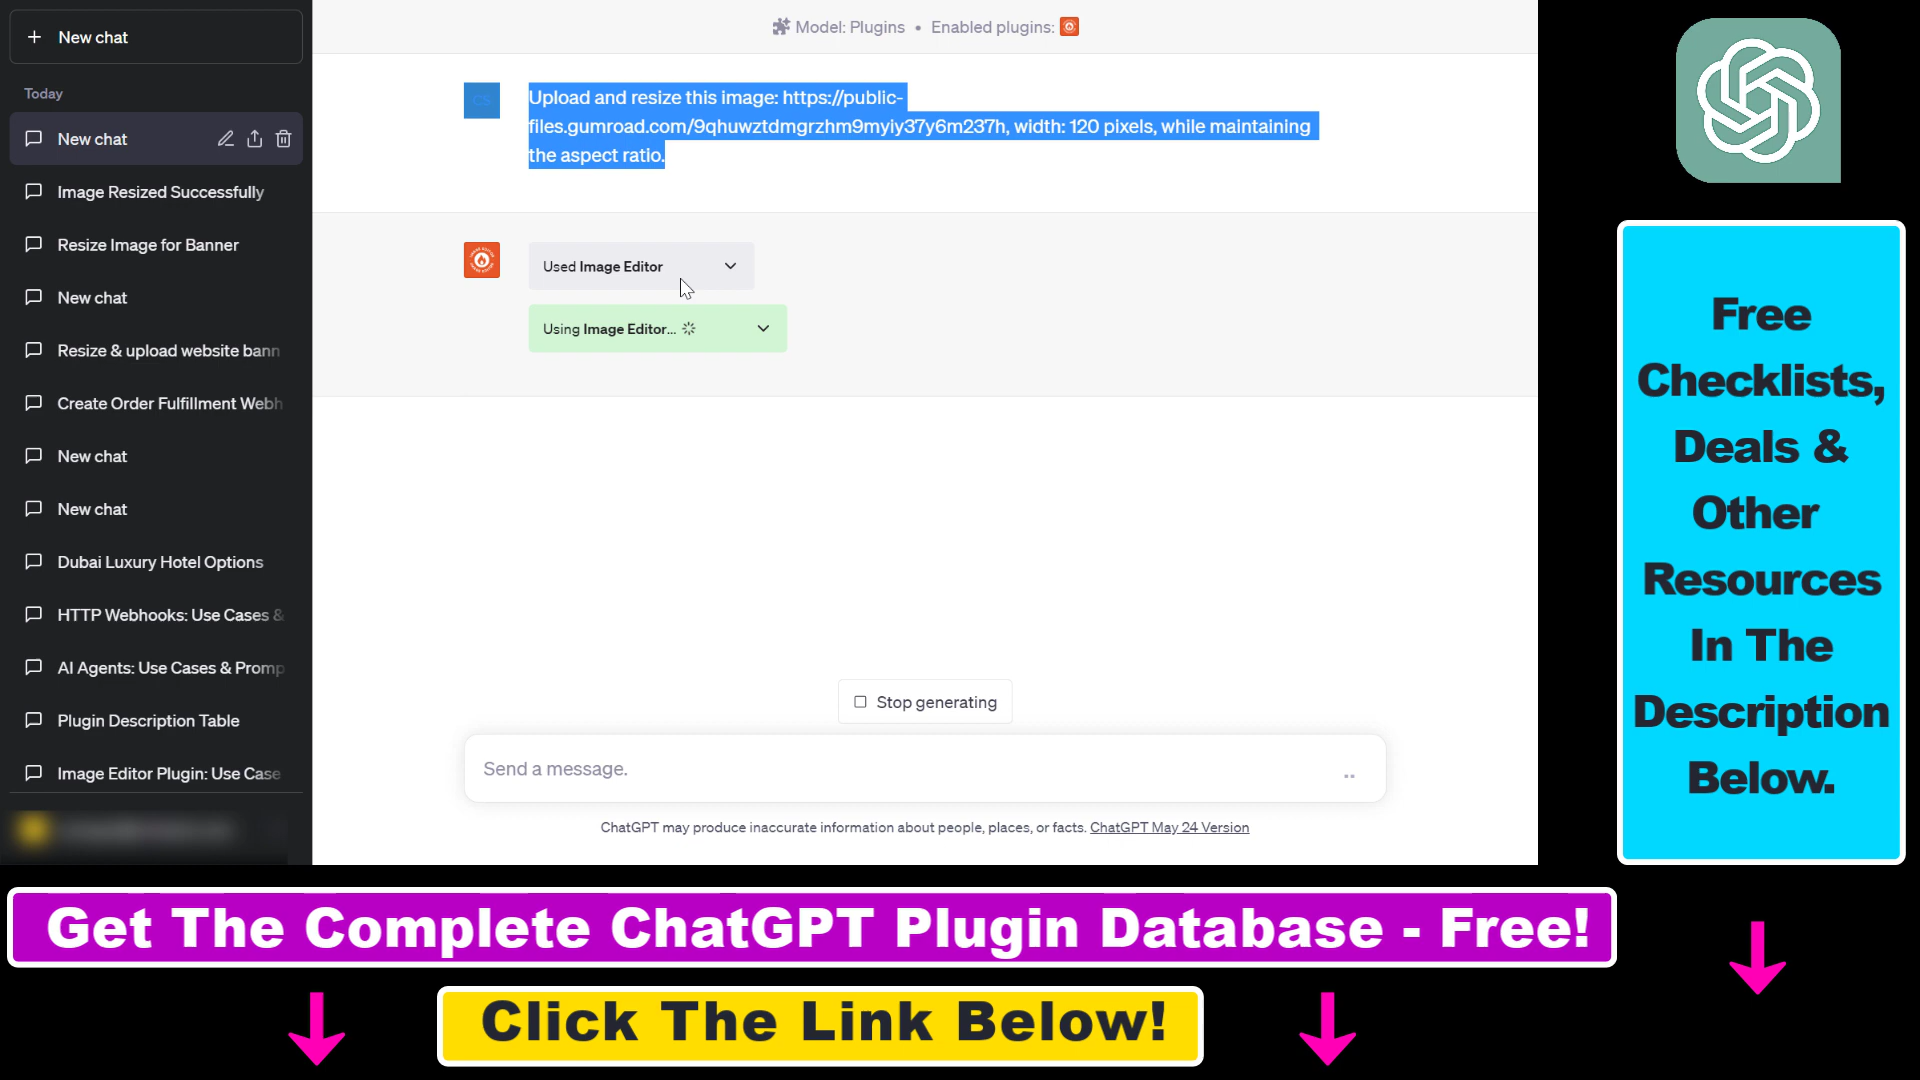 New chat
Today
New chat
Image Resized Successfully
Resize Image for Banner
New chat
Resize & upload website bann
Create Order Fulfillment Webh
New chat
New chat
Dubai Luxury Hotel Options
HTTP Webhooks: Use Cases &
AI Agents: Use Cases & Promp
Plugin Description Table
Image Editor Plugin: Use Case
Model: Plugins • Enabled plugins:
CS
Upload and resize this image: https://public-
files.gumroad.com/9qhuwztdmgrzhm9myiy37y6m237h, width: 120 pixels, while maintaining
the aspect ratio.
Used Image Editor
Using Image Editor...
Stop generating
Send a message.
ChatGPT may produce inaccurate information about people, places, or facts. ChatGPT May 24 Version
Free
Checklists,
Deals &
Other
Resources
In The
Description
Below.
Get The Complete ChatGPT Plugin Database - Free!
Click The Link Below!